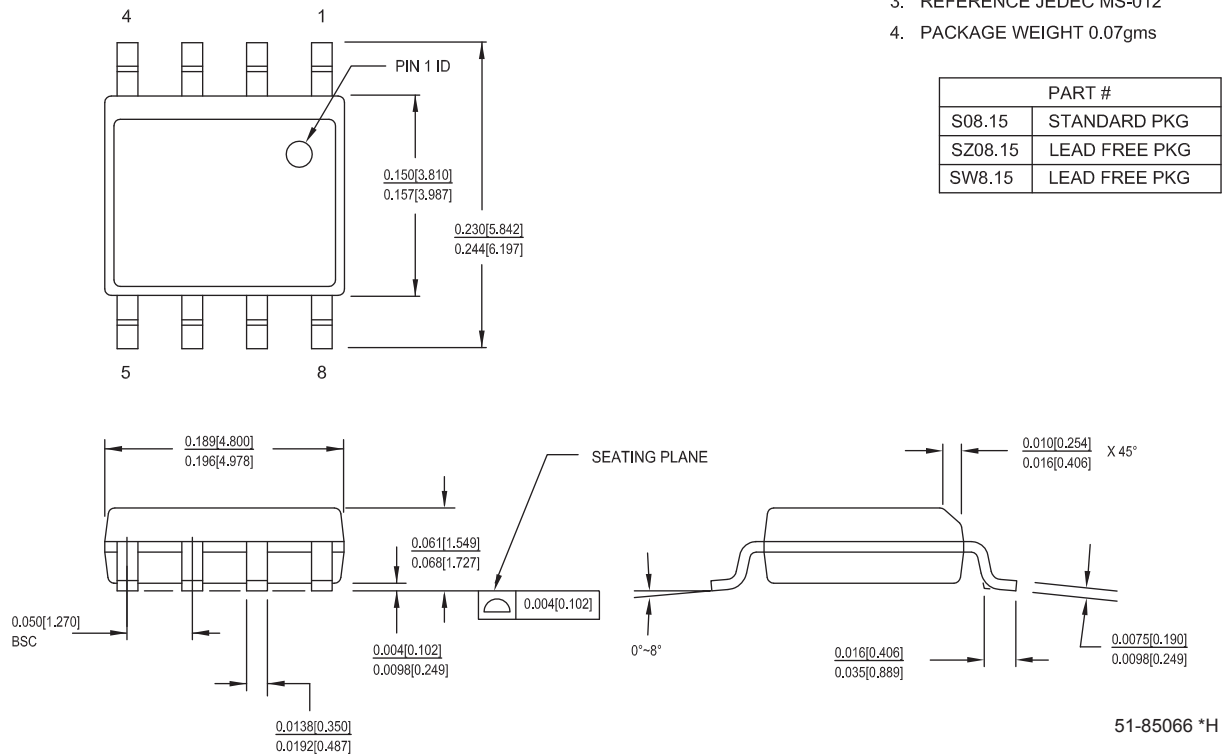 3. REFERENCE JEDEC MS-012
4. PACKAGE WEIGHT 0.07gms
PART #
S08.15 STANDARD PKG
SZ08.15 LEAD FREE PKG
SW8.15 LEAD FREE PKG
4 1
PIN 1 ID
0.150[3.810]
0.157[3.987]
0.230[5.842]
0.244[6.197]
5 8
0.189[4.800]
0.196[4.978]
SEATING PLANE
0.010[0.254]
0.016[0.406]
X 45°
0.061[1.549]
0.068[1.727]
0.004[0.102]
0.050[1.270]
BSC
0.004[0.102]
0.0098[0.249]
0°~8°
0.016[0.406]
0.035[0.889]
0.0075[0.190]
0.0098[0.249]
0.0138[0.350]
0.0192[0.487]
51-85066 *H